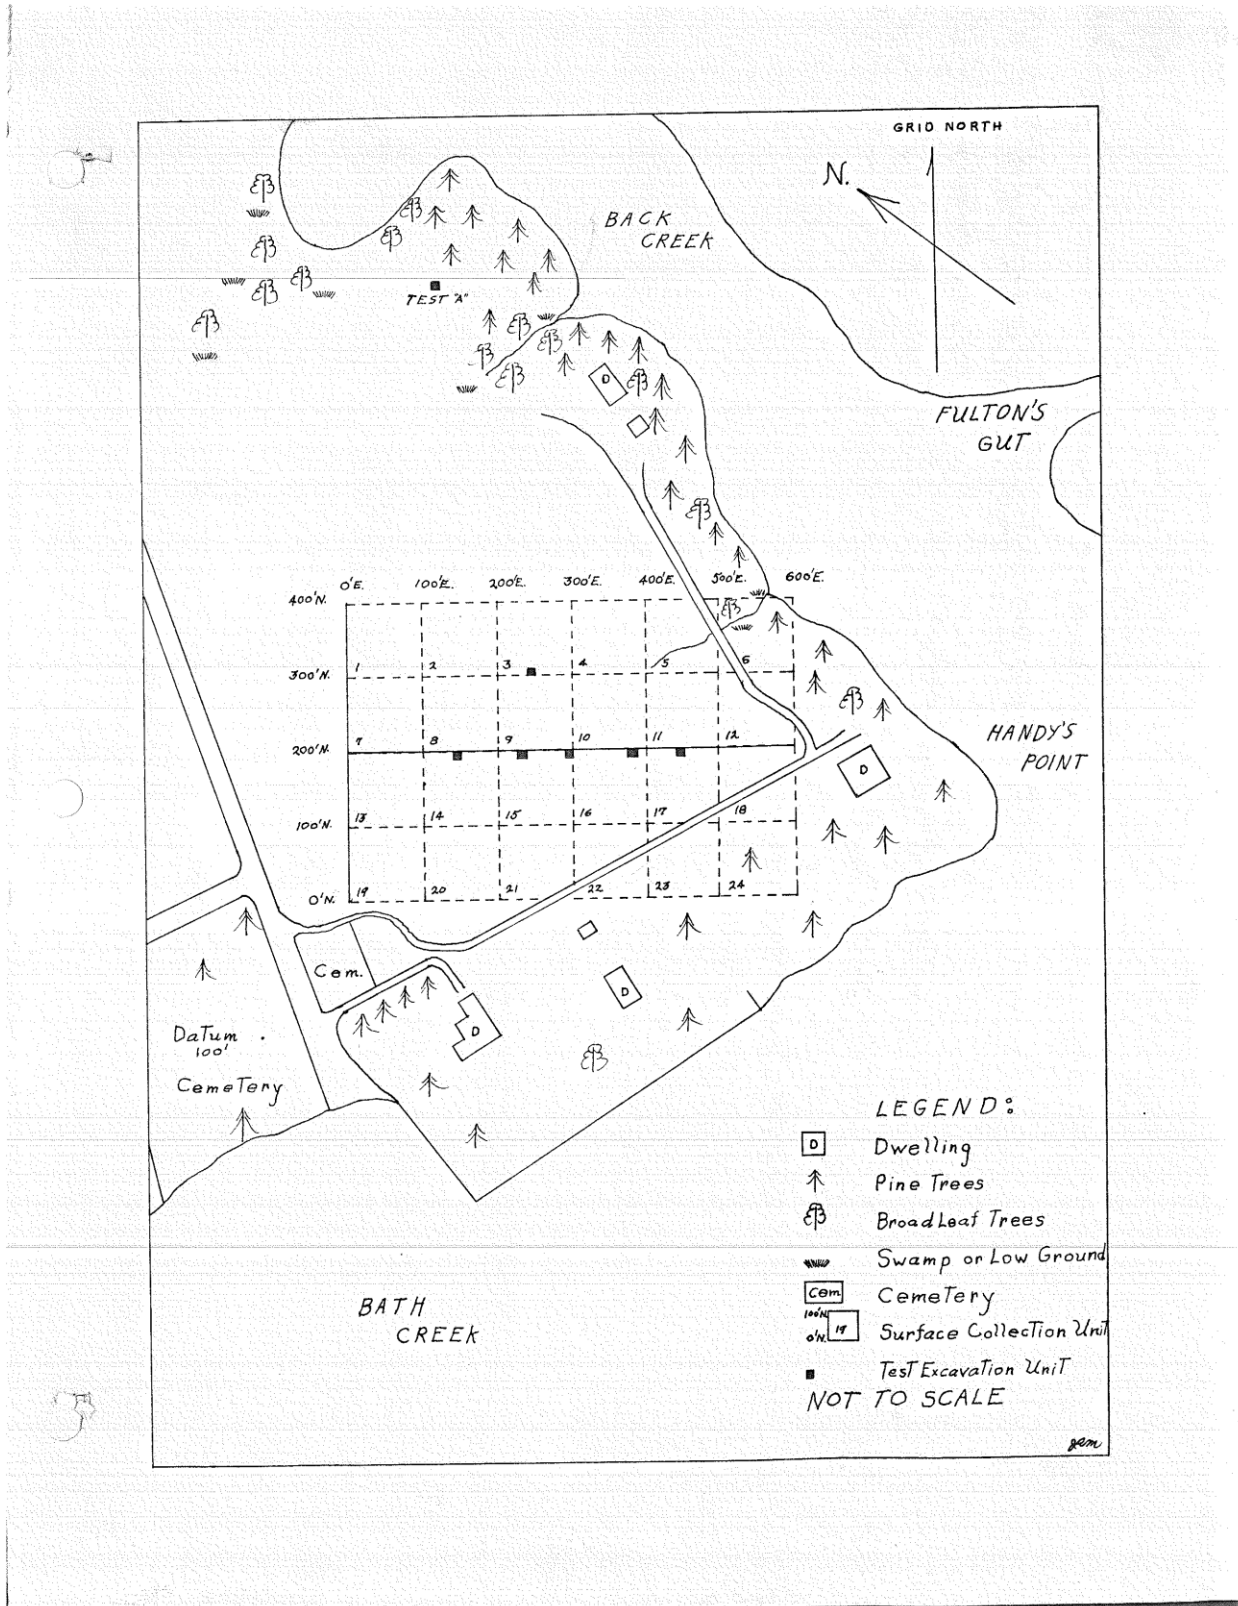 GRID NORTH
N.
BACK
CREEK
TEST "A"
D
FULTON'S
GUT
0'E. 100'E. 200'E. 300'E. 400'E. 500'E. 600'E.
400'N.
1 2 3 4 5 6
300'N.
7 8 9 10 11 12
200'N.
HANDY'S
POINT
D
13 14 15 16 17 18
100'N.
19 20 21 22 23 24
0'N.
Cem.
D
D
Datum .
100'
Cemetery
BATH
CREEK
LEGEND:
D Dwelling
Pine Trees
Broad Leaf Trees
Swamp or Low Ground
Cem Cemetery
100'N.
0'N. 19 Surface Collection Unit
Test Excavation Unit
NOT TO SCALE